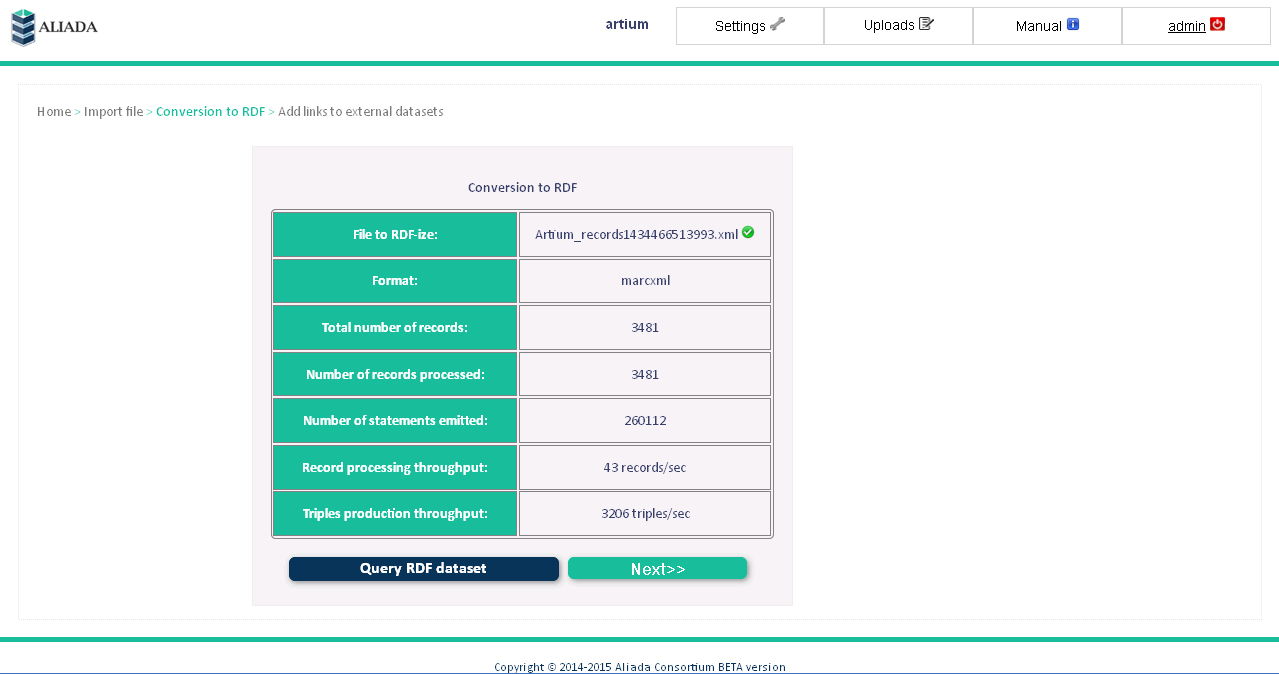 ALIADA
artium
Settings
Uploads
Manual
admin
Home > Import file > Conversion to RDF > Add links to external datasets
Conversion to RDF
File to RDF-ize: Artium_records1434466513993.xml
Format: marcxml
Total number of records: 3481
Number of records processed: 3481
Number of statements emitted: 260112
Record processing throughput: 43 records/sec
Triples production throughput: 3206 triples/sec
Query RDF dataset
Next>>
Copyright © 2014-2015 Aliada Consortium BETA version